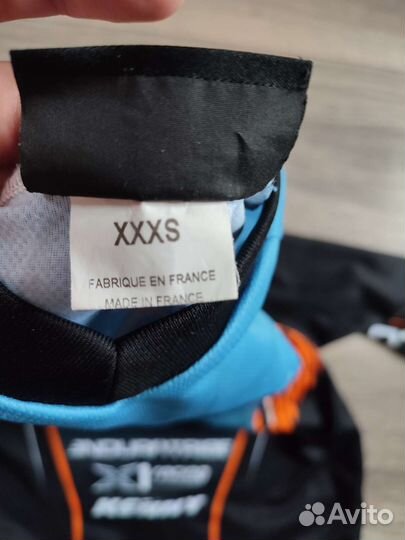 XXXS
FABRIQUE EN FRANCE
MADE IN FRANCE
Avito